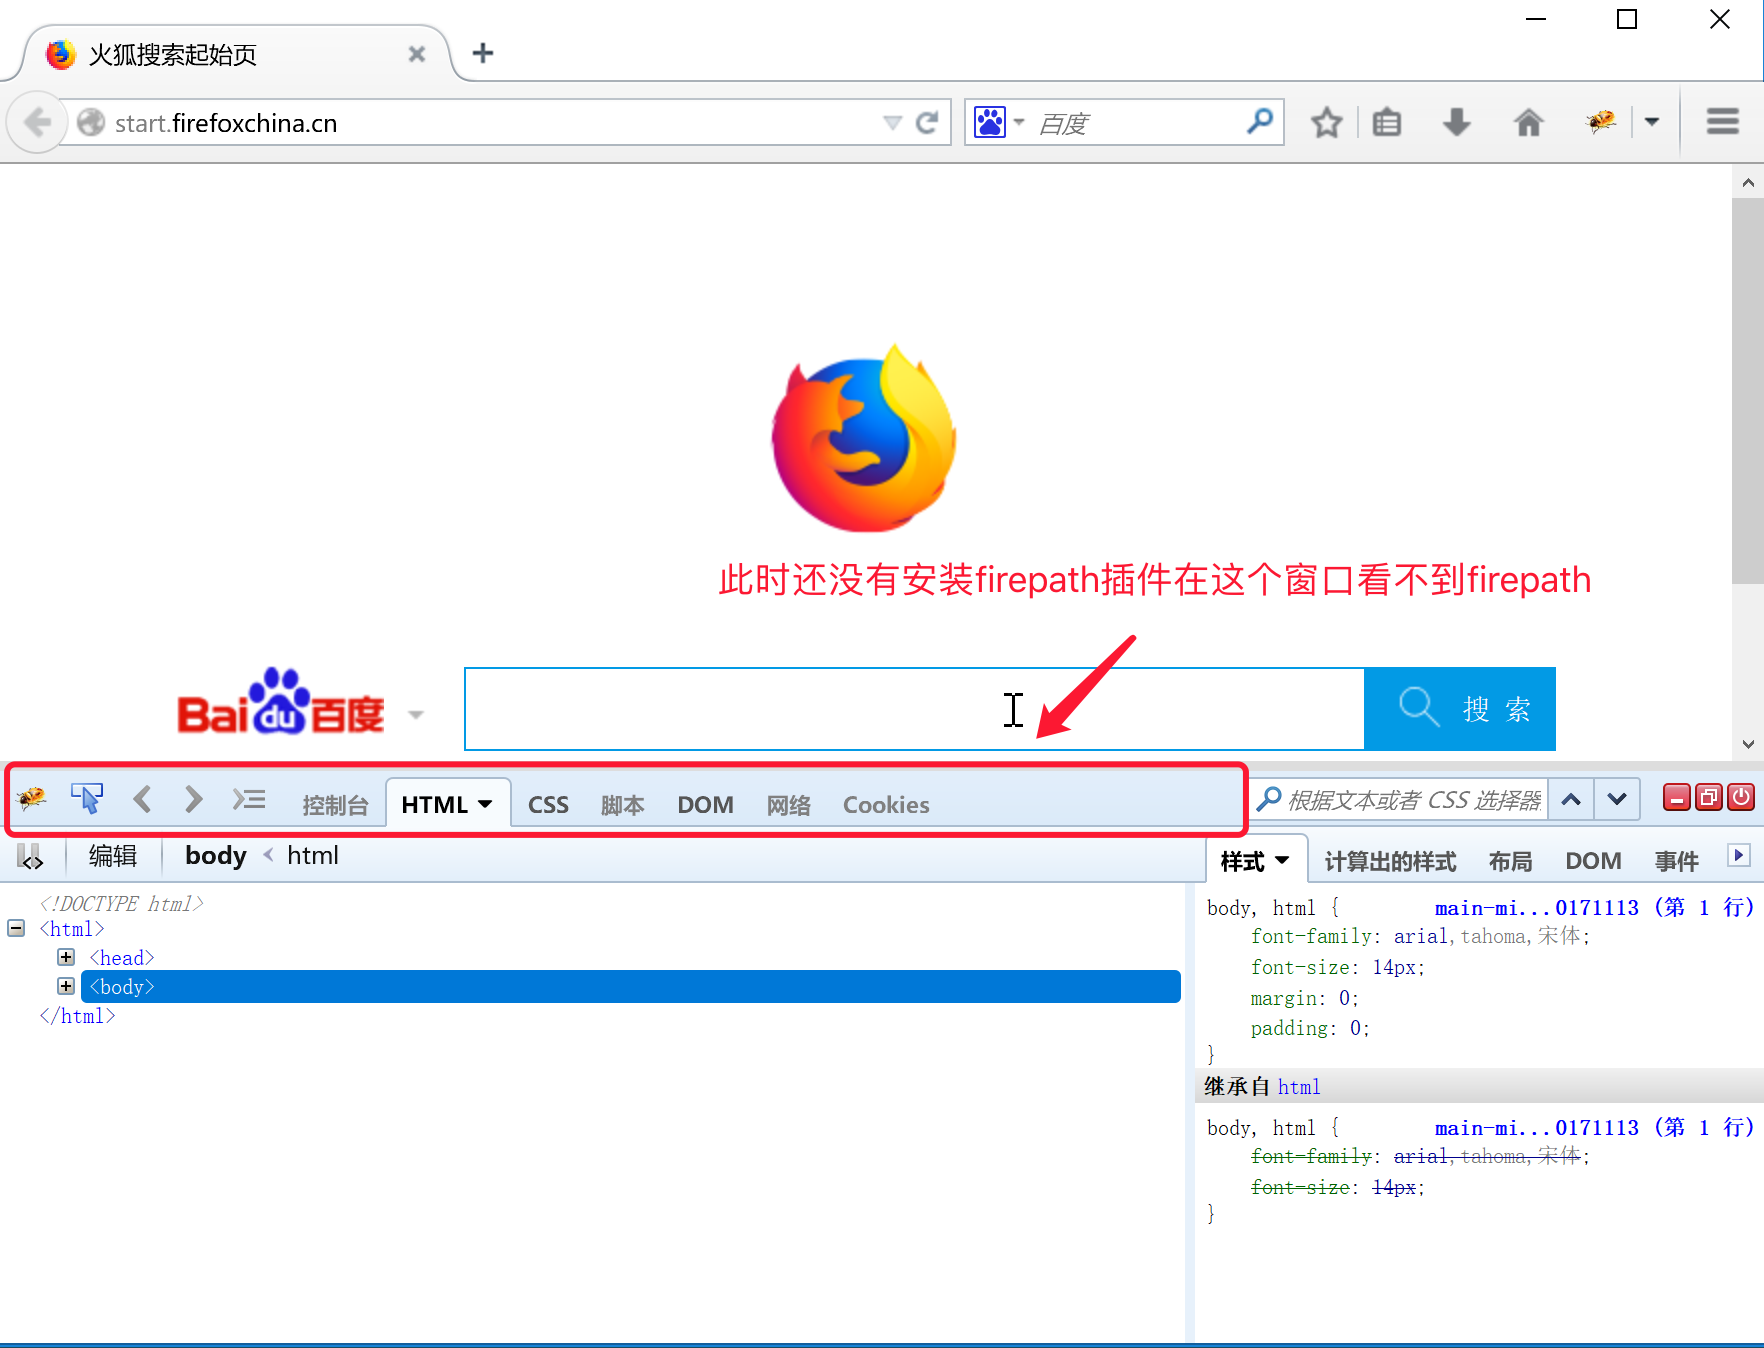 火狐搜索起始页
start.firefoxchina.cn
百度
此时还没有安装firepath插件在这个窗口看不到firepath
Bai du 百度
搜 索
控制台 HTML CSS 脚本 DOM 网络 Cookies
根据文本或者 CSS 选择器
编辑 body html
样式 计算出的样式 布局 DOM 事件
<!DOCTYPE html>
<html>
<head>
<body>
</html>
body, html { main-mi...0171113 (第 1 行)
font-family: arial,tahoma,宋体;
font-size: 14px;
margin: 0;
padding: 0;
}
继承自 html
body, html { main-mi...0171113 (第 1 行)
font-family: arial,tahoma,宋体;
font-size: 14px;
}